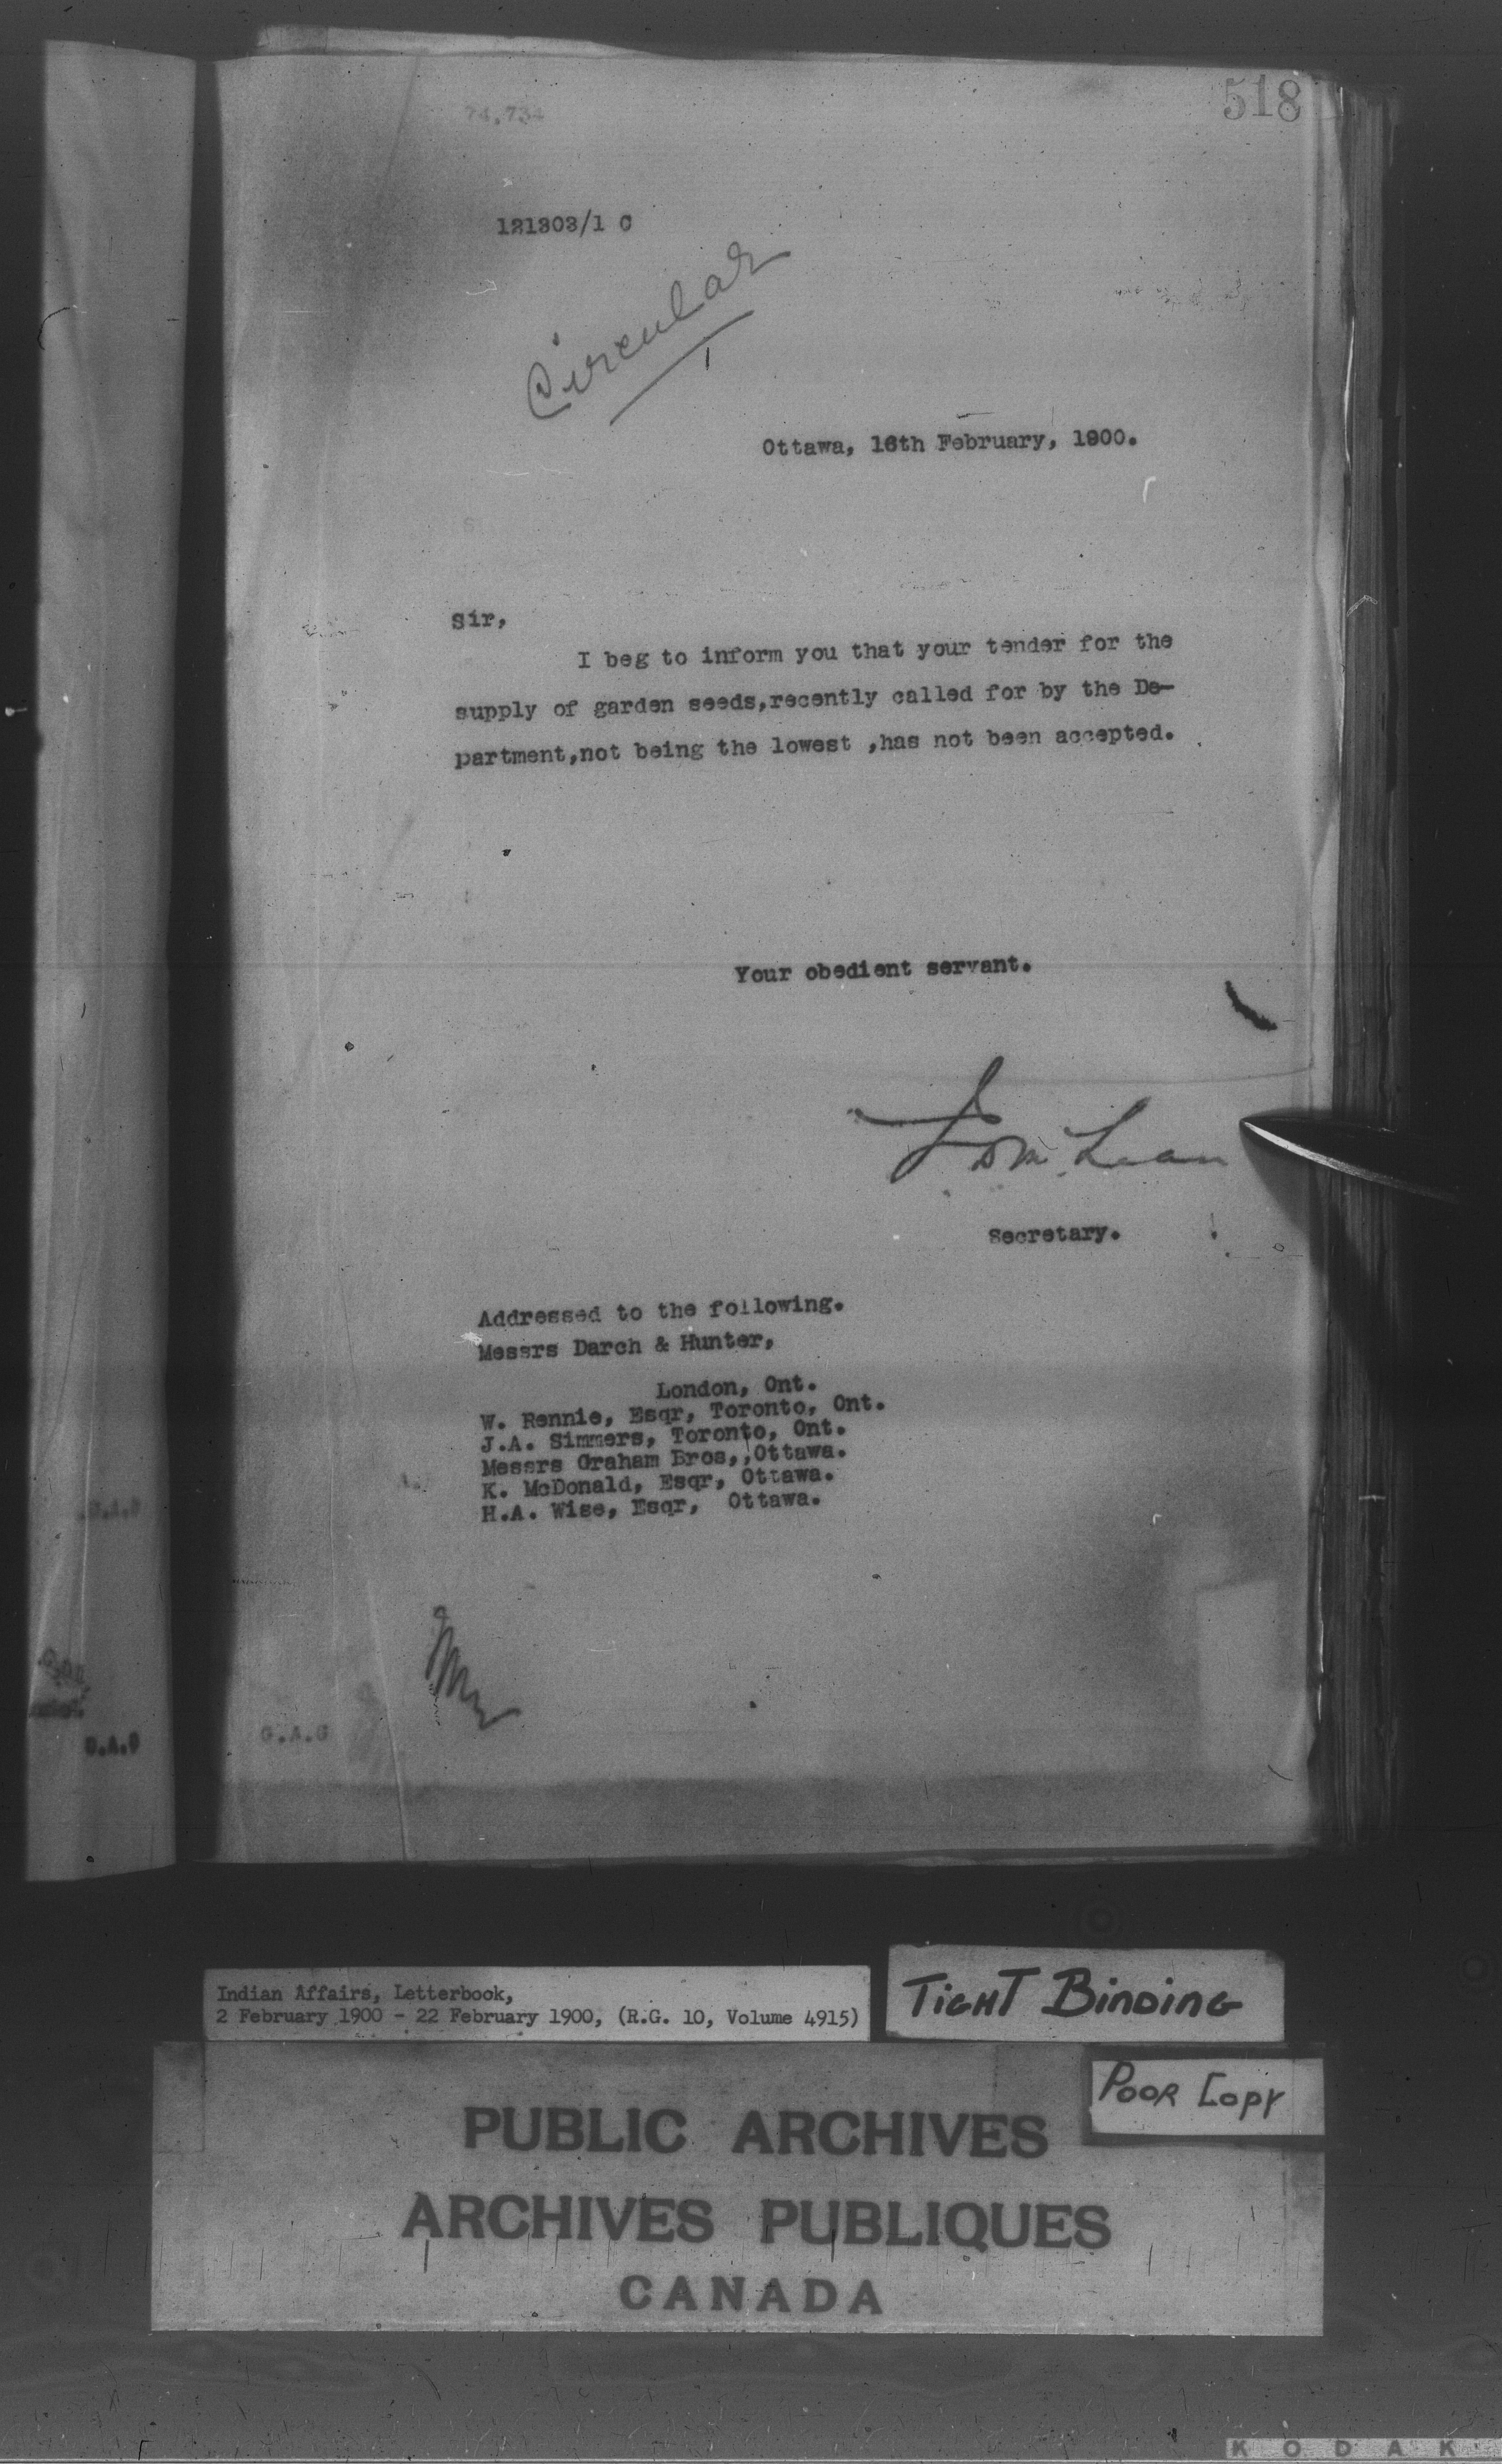 518
74,734
121303/1 C
Circular
Ottawa, 16th February, 1900.
Sir,
I beg to inform you that your tender for the
supply of garden seeds,recently called for by the De-
partment,not being the lowest ,has not been accepted.
Your obedient servant.
J D McLean
Secretary.
Addressed to the following.
Messrs Darch & Hunter,
London, Ont.
W. Rennie, Esqr, Toronto, Ont.
J.A. Simmers, Toronto, Ont.
Messrs Graham Bros,,Ottawa.
K. McDonald, Esqr, Ottawa.
H.A. Wise, Esqr, Ottawa.
G.A.G
Indian Affairs, Letterbook,
2 February 1900 - 22 February 1900, (R.G. 10, Volume 4915)
TIGHT BINDING
POOR COPY
PUBLIC ARCHIVES
ARCHIVES PUBLIQUES
CANADA
KODAK